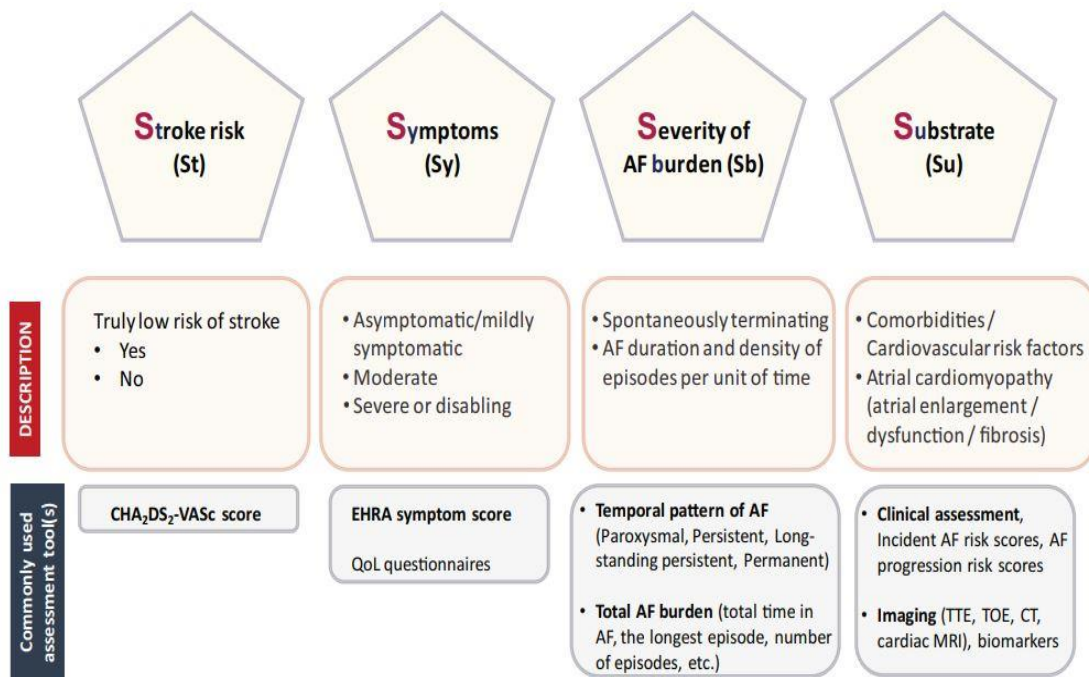 Stroke risk
(St)
Symptoms
(Sy)
Severity of
AF burden (Sb)
Substrate
(Su)
DESCRIPTION
Truly low risk of stroke
• Yes
• No
• Asymptomatic/mildly
symptomatic
• Moderate
• Severe or disabling
• Spontaneously terminating
• AF duration and density of
episodes per unit of time
• Comorbidities /
Cardiovascular risk factors
• Atrial cardiomyopathy
(atrial enlargement /
dysfunction / fibrosis)
Commonly used
assessment tool(s)
CHA₂DS₂-VASc score
EHRA symptom score
QoL questionnaires
• Temporal pattern of AF
(Paroxysmal, Persistent, Long-
standing persistent, Permanent)
• Total AF burden (total time in
AF, the longest episode, number
of episodes, etc.)
• Clinical assessment,
Incident AF risk scores, AF
progression risk scores
• Imaging (TTE, TOE, CT,
cardiac MRI), biomarkers